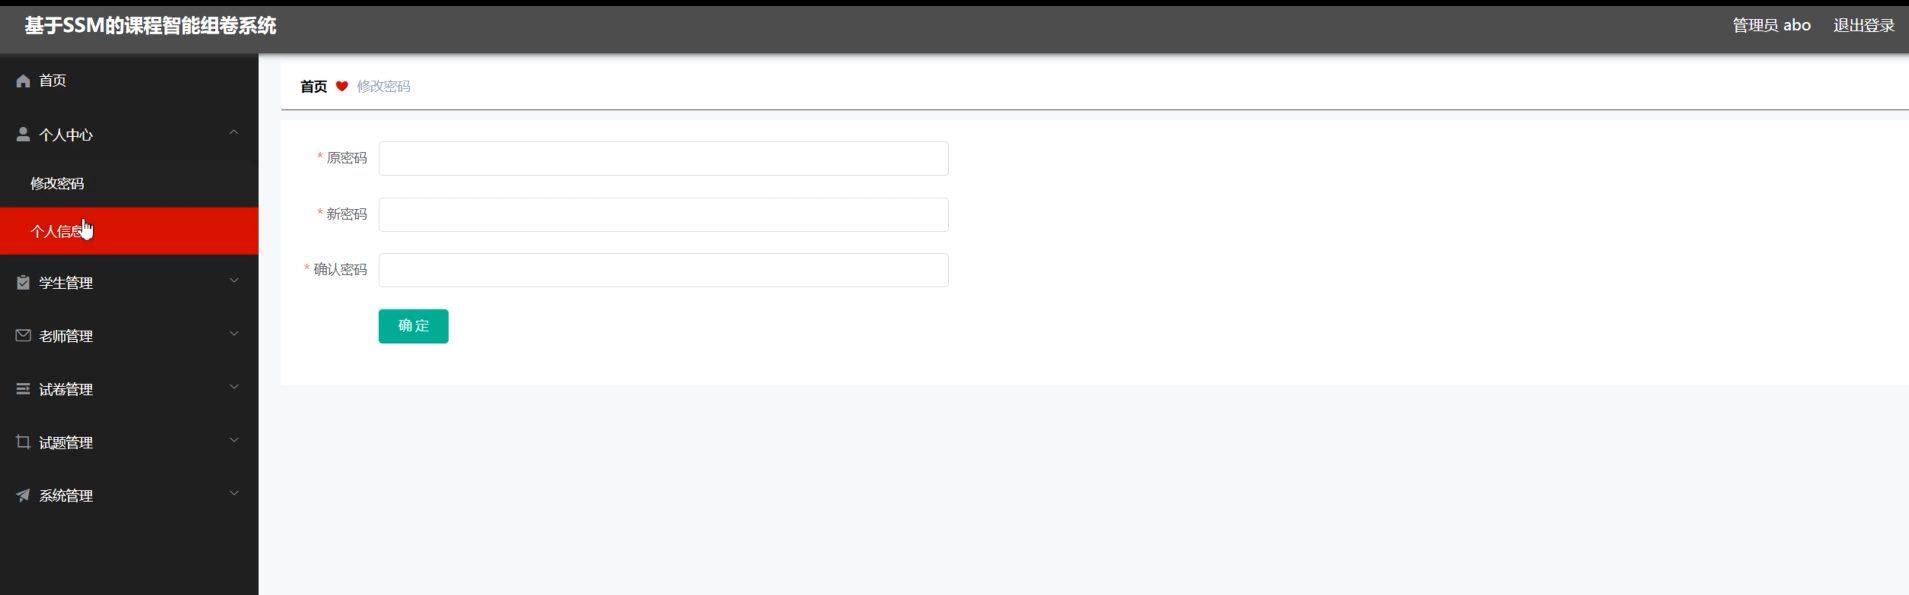 基于SSM的课程智能组卷系统
管理员 abo 退出登录
首页
个人中心
修改密码
个人信息
学生管理
老师管理
试卷管理
试题管理
系统管理
首页 修改密码
* 原密码
* 新密码
* 确认密码
确定